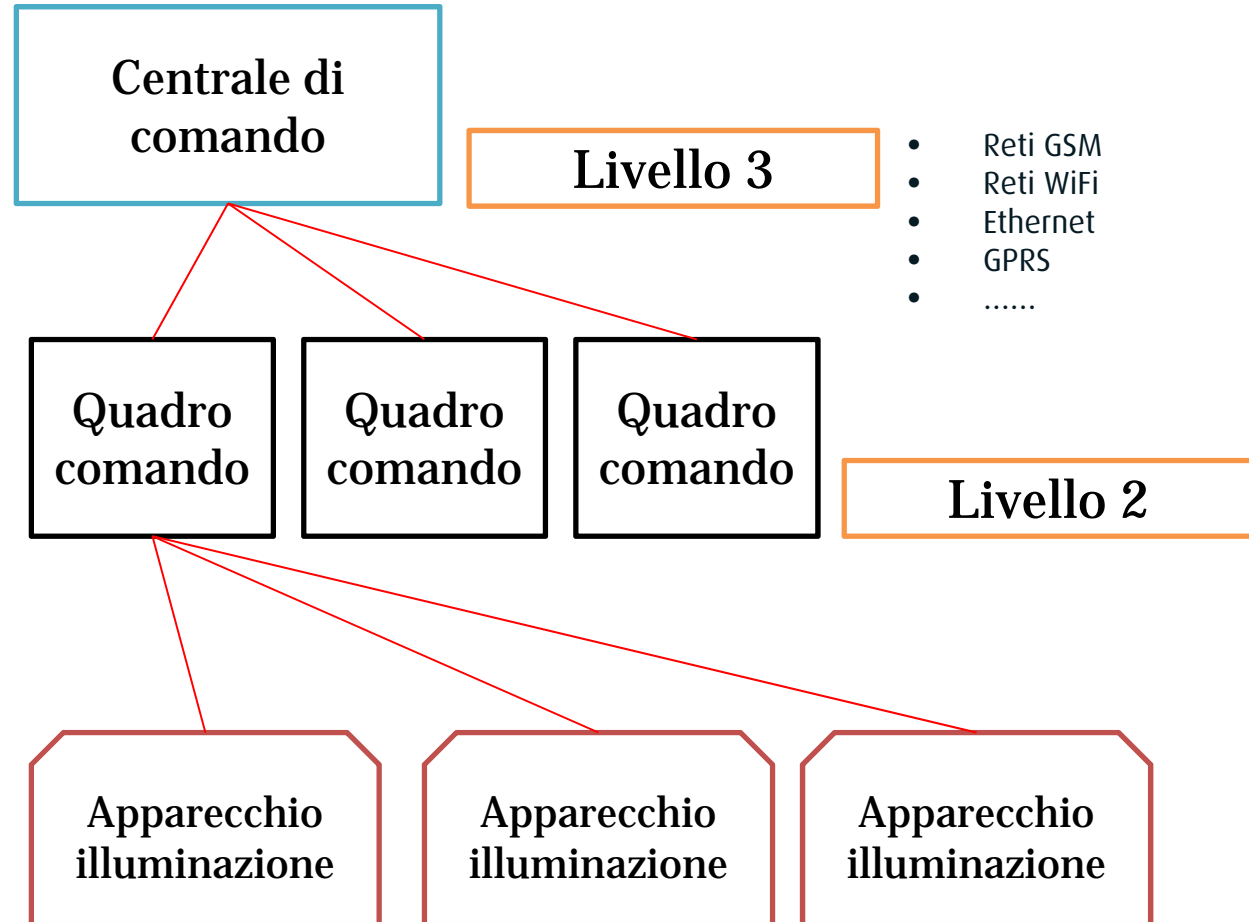 Centrale di
comando
Livello 3
• Reti GSM
• Reti WiFi
• Ethernet
• GPRS
• ......
Quadro
comando
Quadro
comando
Quadro
comando
Livello 2
Apparecchio
illuminazione
Apparecchio
illuminazione
Apparecchio
illuminazione